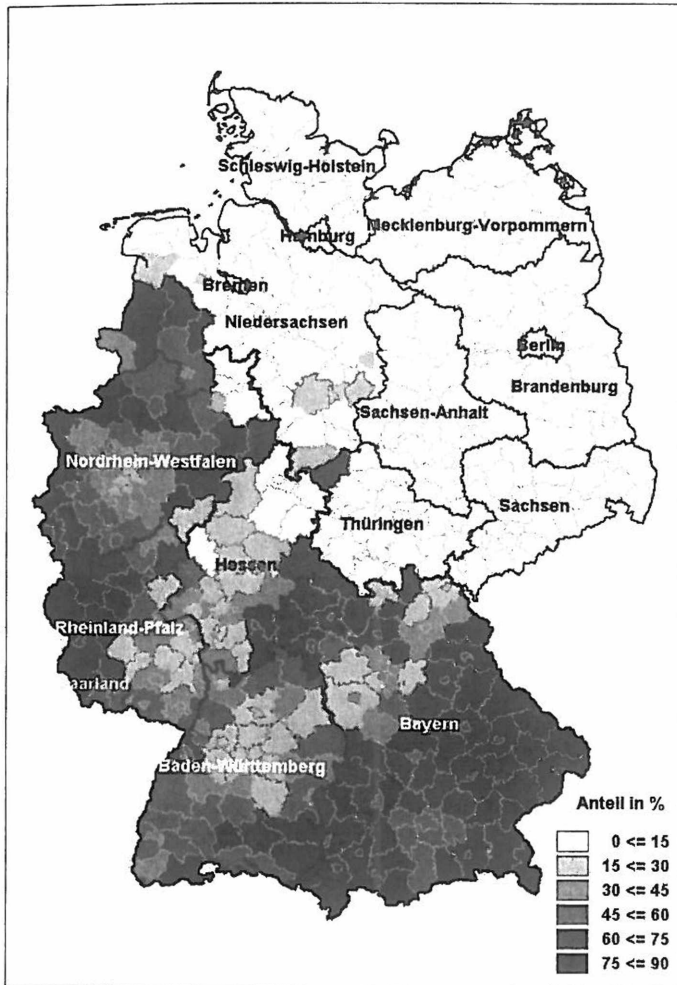 Schleswig-Holstein
Mecklenburg-Vorpommern
Hamburg
Bremen
Niedersachsen
Berlin
Brandenburg
Sachsen-Anhalt
Nordrhein-Westfalen
Sachsen
Thüringen
Hessen
Rheinland-Pfalz
aarland
Bayern
Baden-Württemberg
Anteil in %
0 <= 15
15 <= 30
30 <= 45
45 <= 60
60 <= 75
75 <= 90